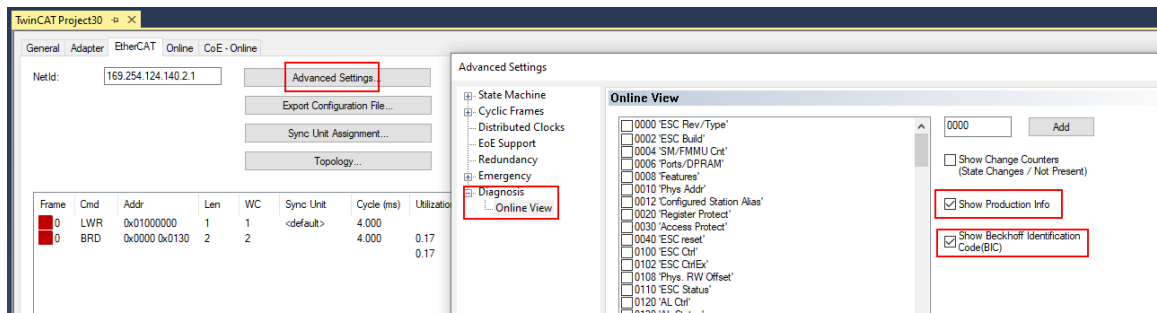 TwinCAT Project30
General Adapter EtherCAT Online CoE - Online
NetId: 169.254.124.140.2.1
Advanced Settings...
Export Configuration File...
Sync Unit Assignment...
Topology...
Frame Cmd Addr Len WC Sync Unit Cycle (ms) Utilizatio
0 LWR 0x01000000 1 1 <default> 4.000
0 BRD 0x0000 0x0130 2 2 4.000 0.17
0.17
Advanced Settings
State Machine
Cyclic Frames
Distributed Clocks
EoE Support
Redundancy
Emergency
Diagnosis
Online View
Online View
0000 'ESC Rev/Type'
0002 'ESC Build'
0004 'SM/FMMU Cnt'
0006 'Ports/DPRAM'
0008 'Features'
0010 'Phys Addr'
0012 'Configured Station Alias'
0020 'Register Protect'
0030 'Access Protect'
0040 'ESC reset'
0100 'ESC Ctrl'
0102 'ESC CtrlEx'
0108 'Phys. RW Offset'
0110 'ESC Status'
0120 'AL Ctrl'
0000 Add
Show Change Counters
(State Changes / Not Present)
Show Production Info
Show Beckhoff Identification
Code(BIC)